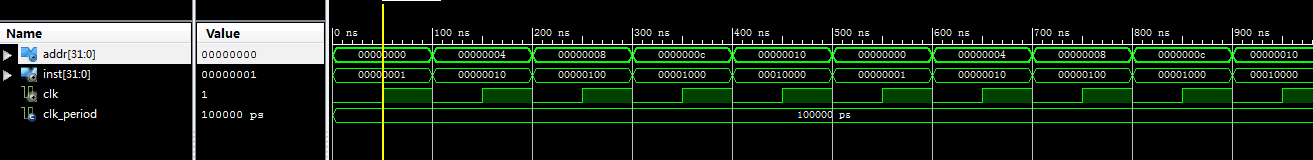 Name Value 0 ns 100 ns 200 ns 300 ns 400 ns 500 ns 600 ns 700 ns 800 ns 900 ns
addr[31:0] 00000000 00000000 00000004 00000008 0000000c 00000010 00000000 00000004 00000008 0000000c 00000010
inst[31:0] 00000001 00000001 00000010 00000100 00001000 00010000 00000001 00000010 00000100 00001000 00010000
clk 1
clk_period 100000 ps 100000 ps